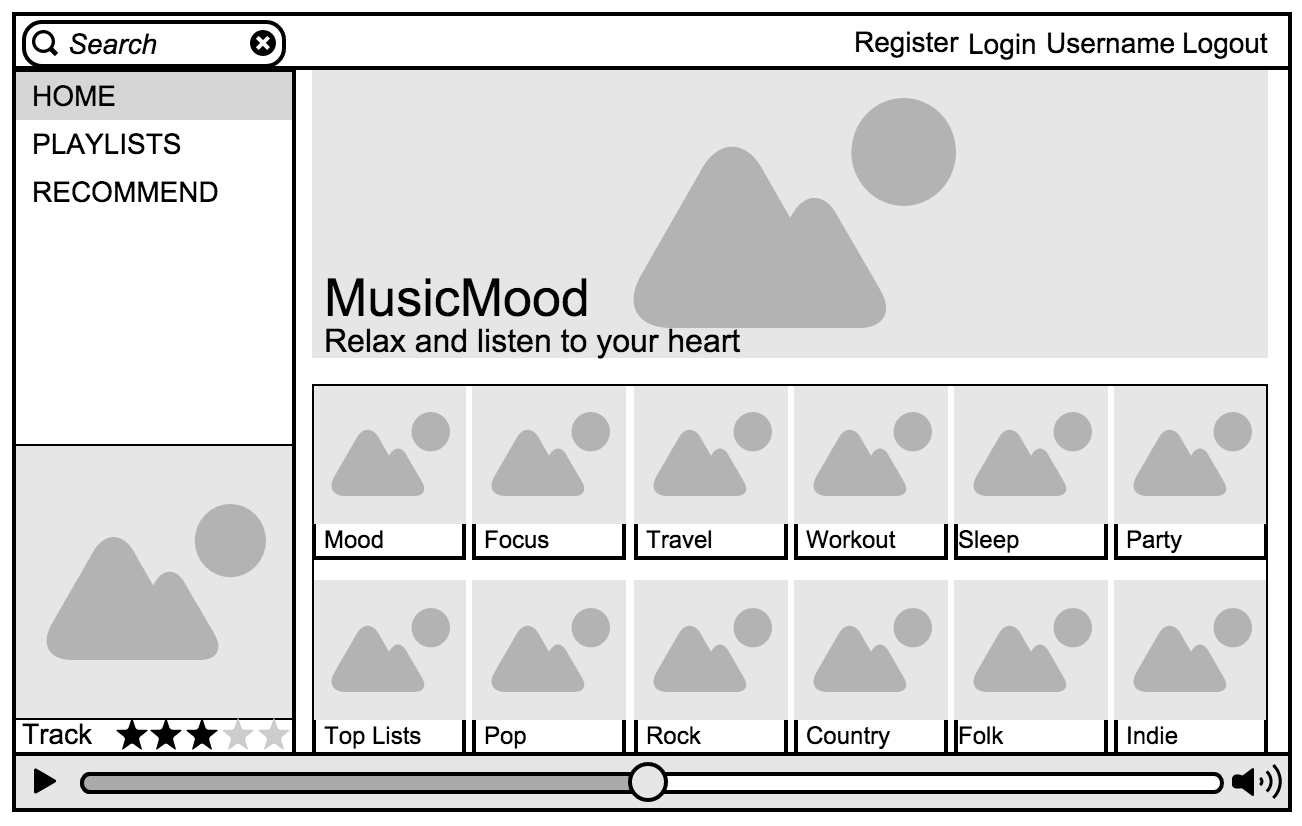 Search
Register Login Username Logout
HOME
PLAYLISTS
RECOMMEND
MusicMood
Relax and listen to your heart
Mood Focus Travel Workout Sleep Party
Top Lists Pop Rock Country Folk Indie
Track